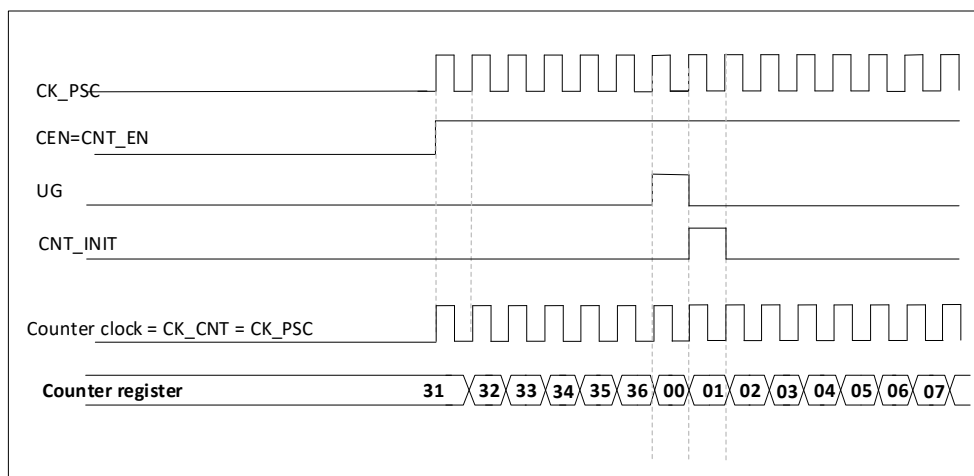 CK_PSC
CEN=CNT_EN
UG
CNT_INIT
Counter clock = CK_CNT = CK_PSC
Counter register 31 32 33 34 35 36 00 01 02 03 04 05 06 07